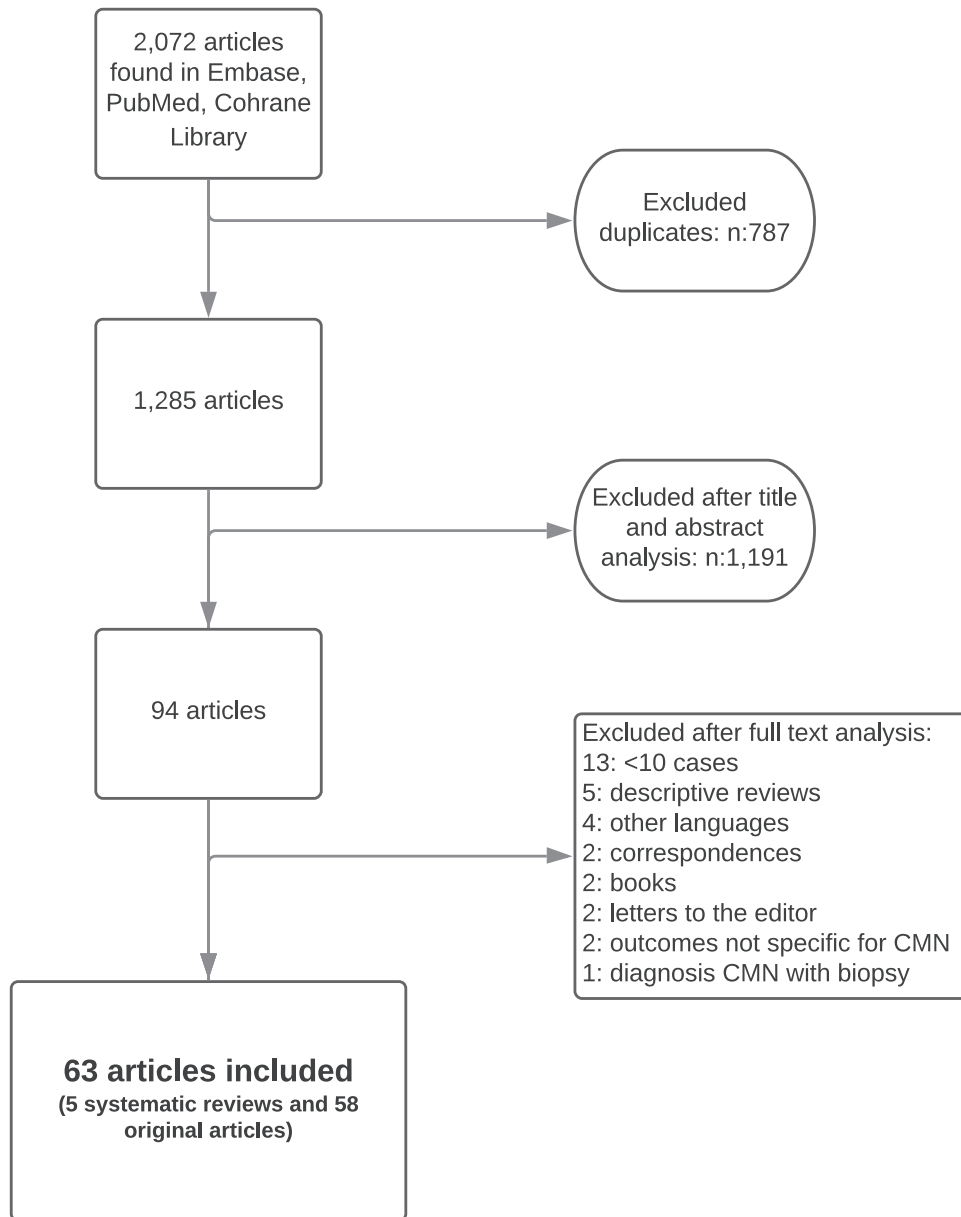 2,072 articles
found in Embase,
PubMed, Cohrane
Library
Excluded
duplicates: n:787
1,285 articles
Excluded after title
and abstract
analysis: n:1,191
94 articles
Excluded after full text analysis:
13: <10 cases
5: descriptive reviews
4: other languages
2: correspondences
2: books
2: letters to the editor
2: outcomes not specific for CMN
1: diagnosis CMN with biopsy
63 articles included
(5 systematic reviews and 58
original articles)